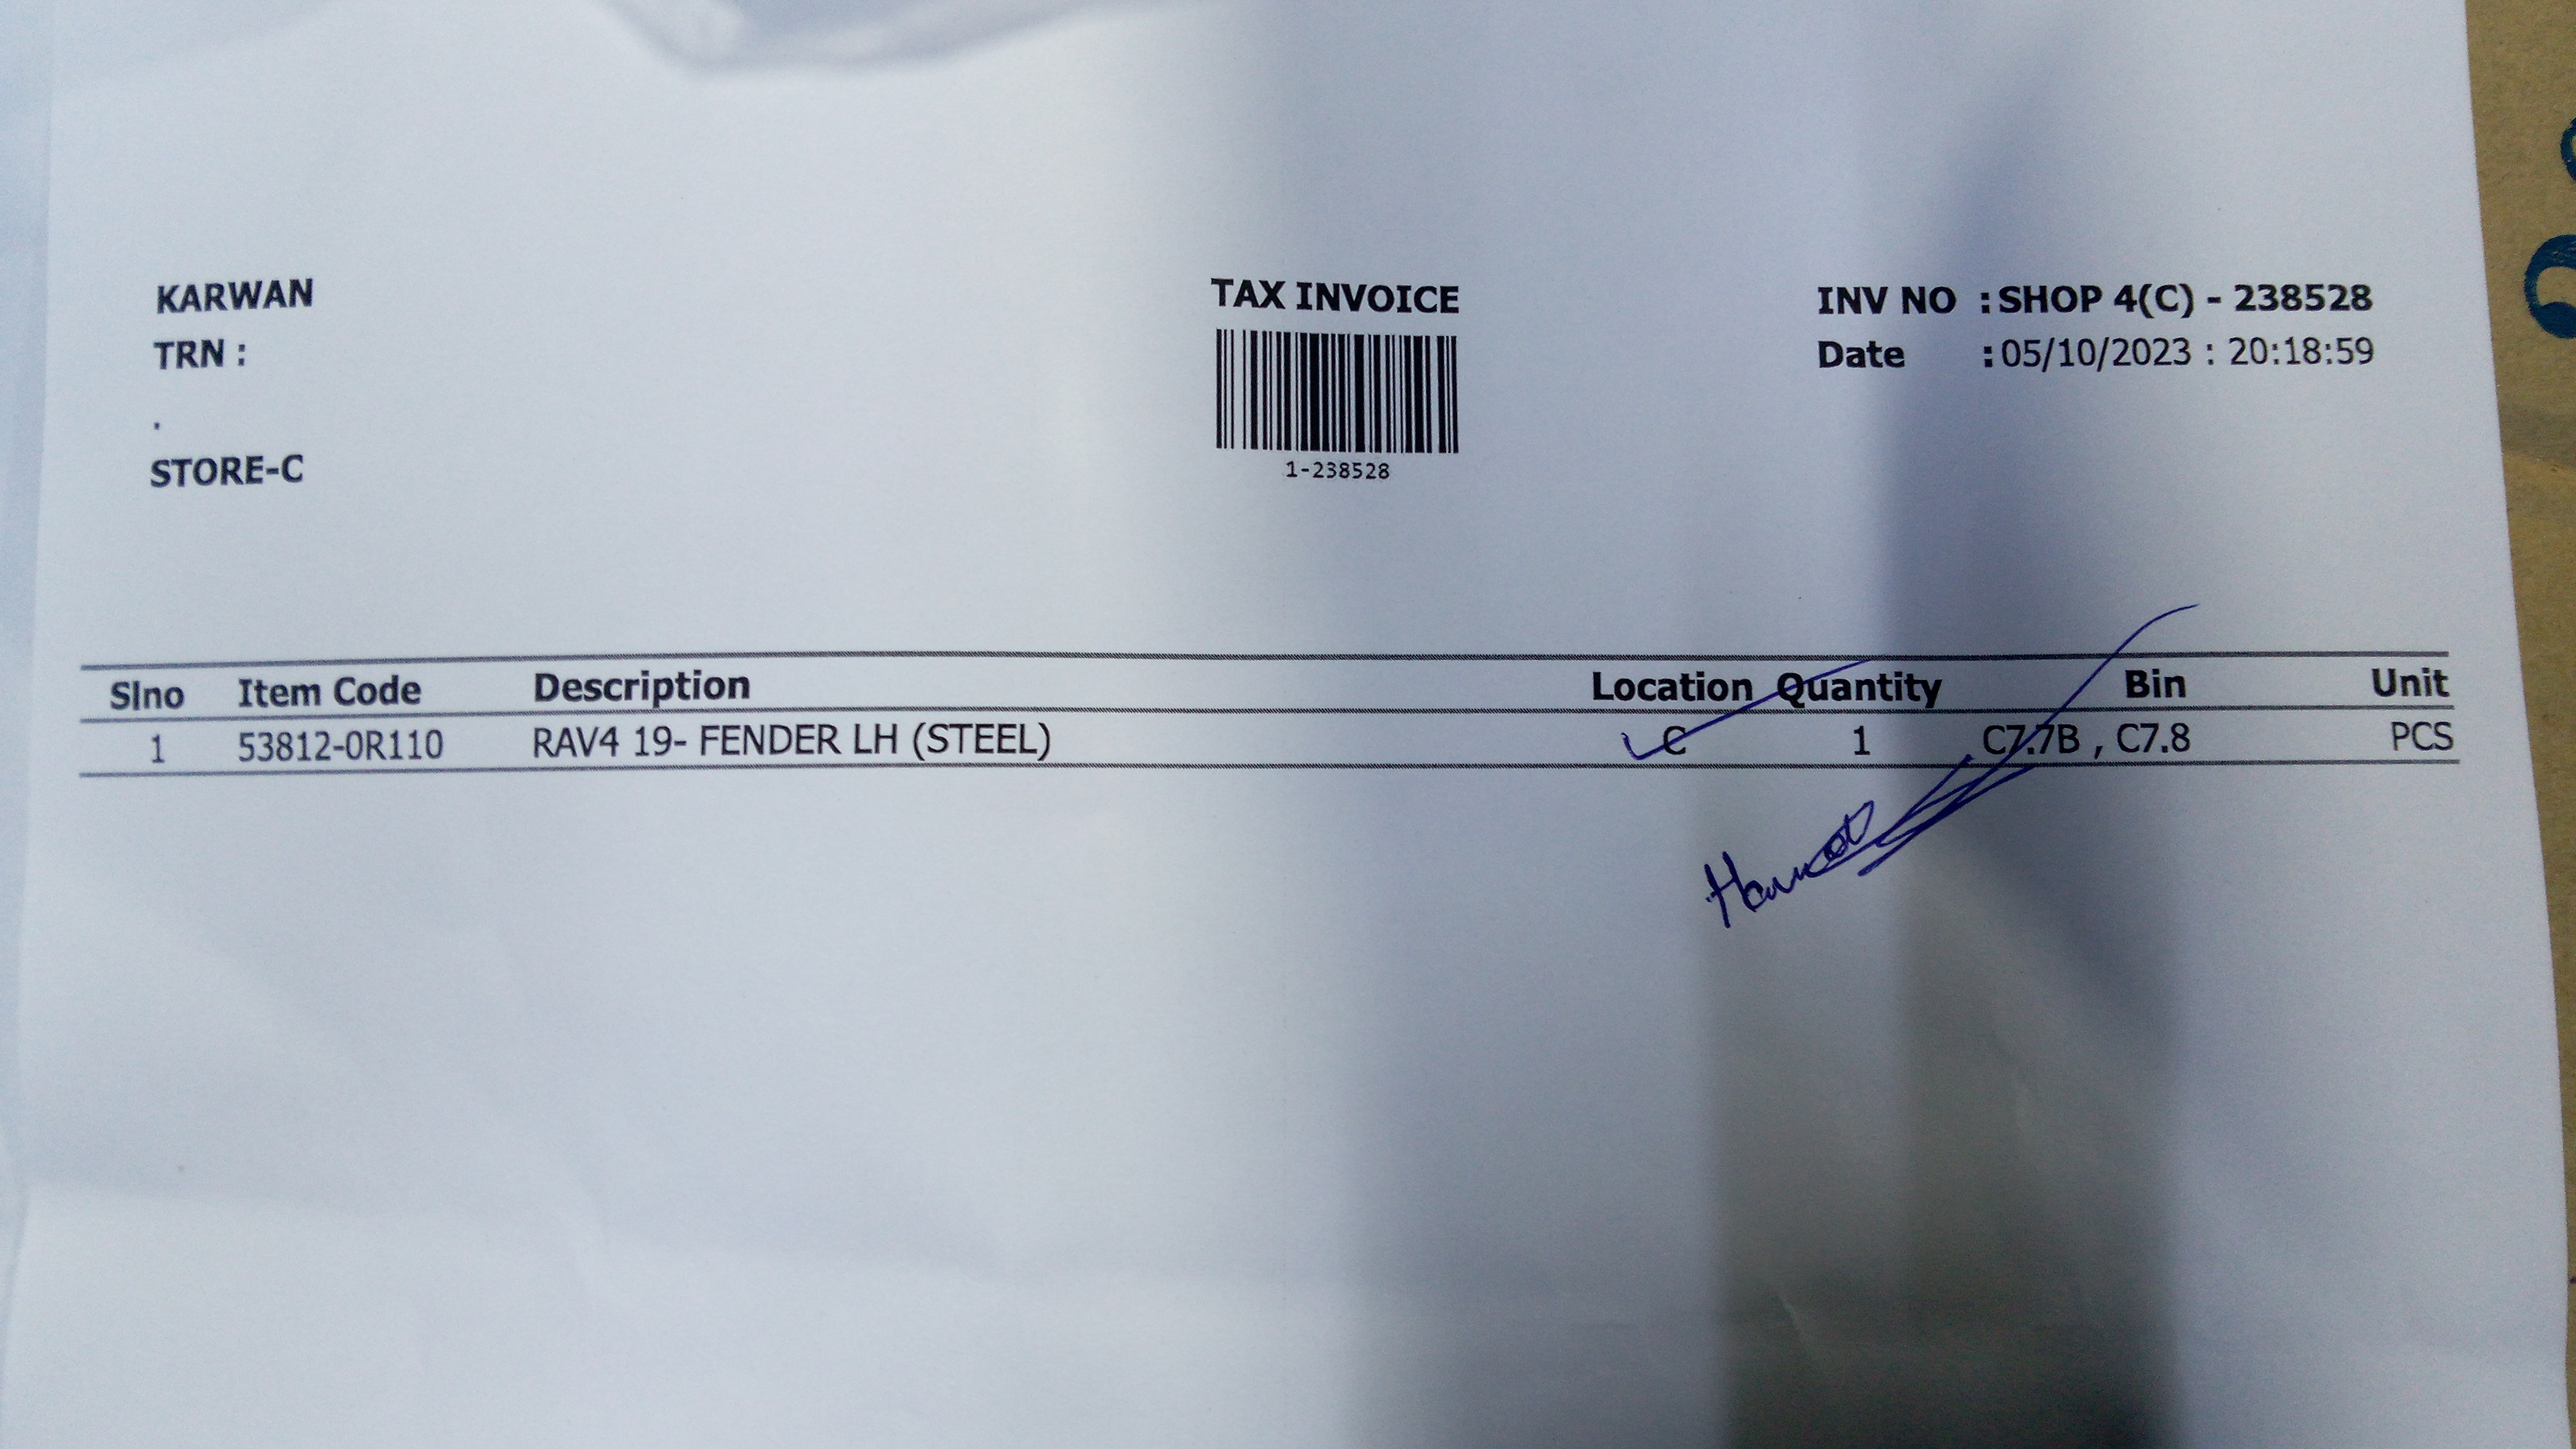 KARWAN
TRN :
.
STORE-C
TAX INVOICE
1-238528
INV NO : SHOP 4(C) - 238528
Date : 05/10/2023 : 20:18:59
Slno Item Code Description Location Quantity Bin Unit
1 53812-0R110 RAV4 19- FENDER LH (STEEL) C 1 C7.7B , C7.8 PCS